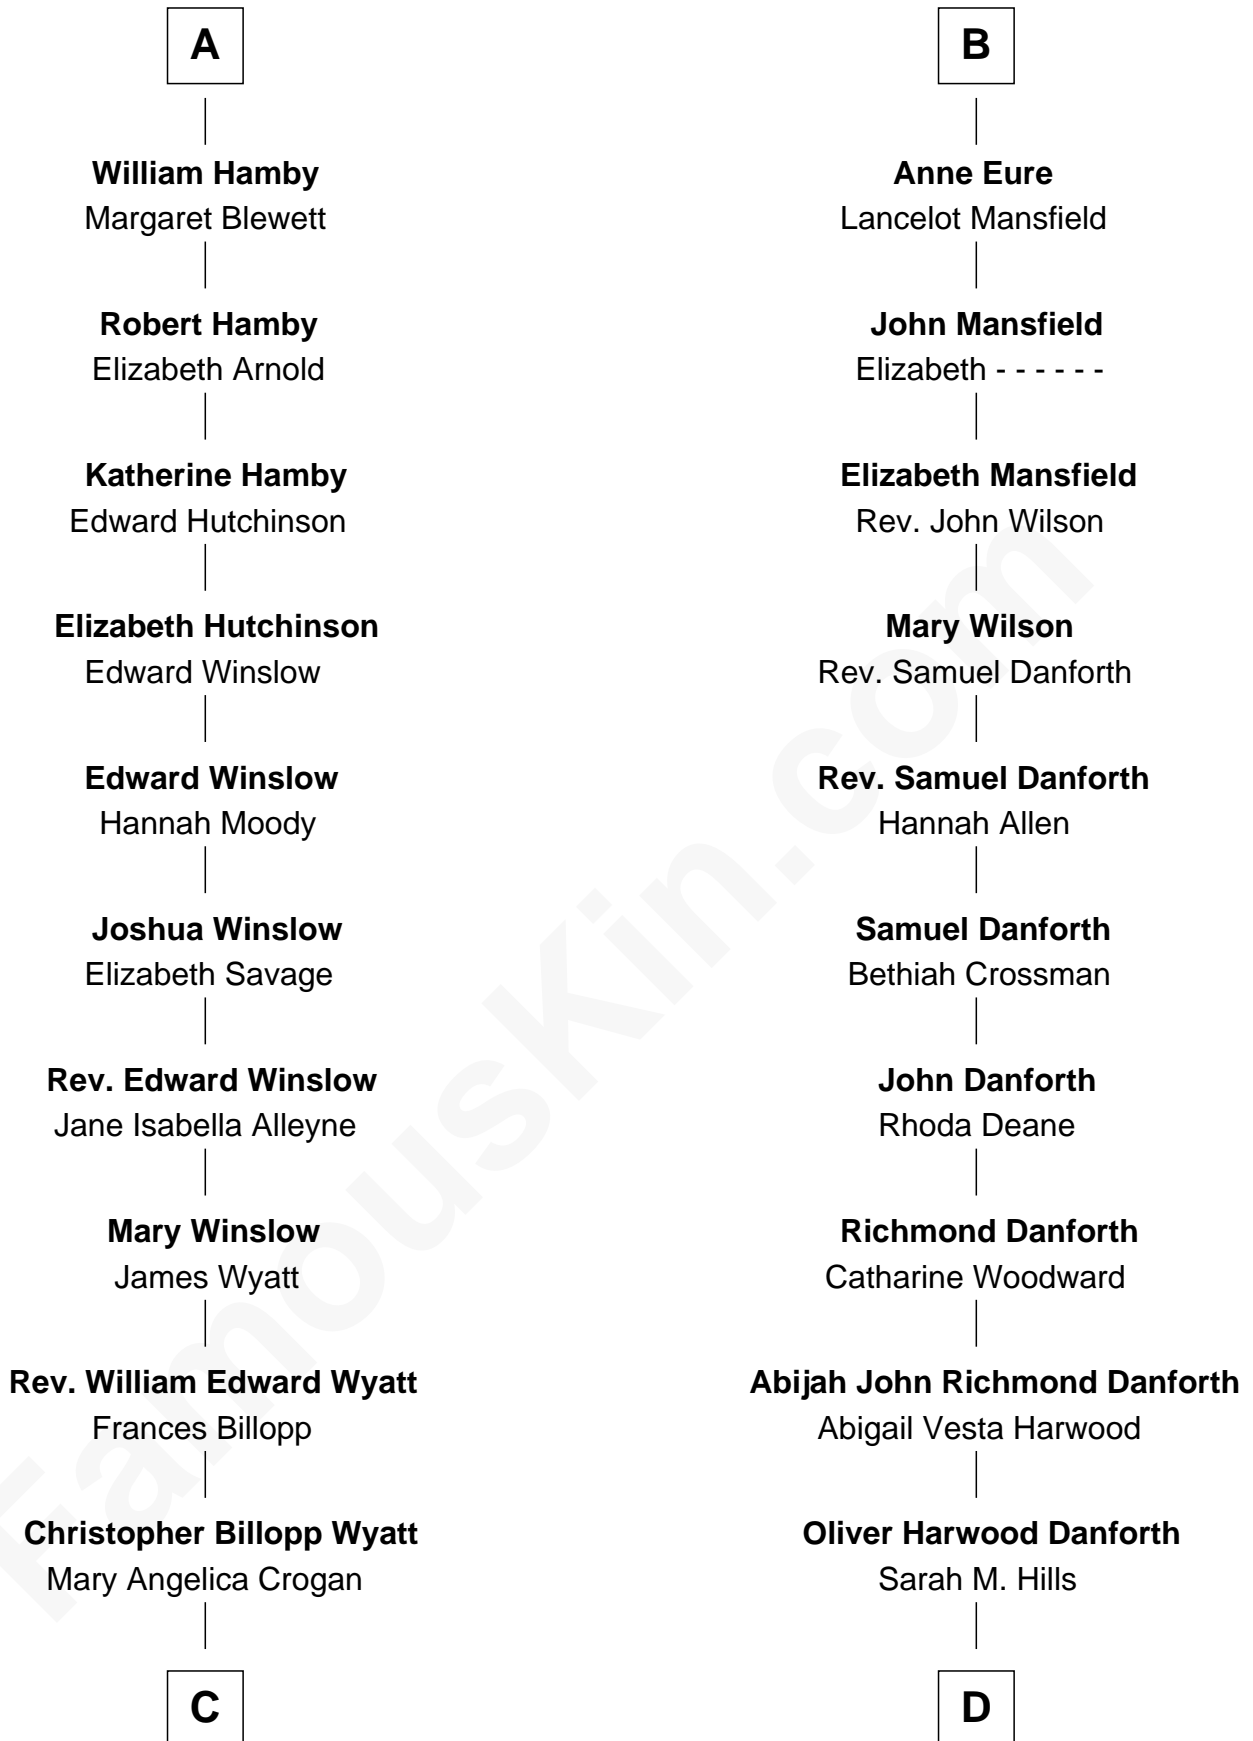 A
William Hamby
Margaret Blewett
Robert Hamby
Elizabeth Arnold
Katherine Hamby
Edward Hutchinson
Elizabeth Hutchinson
Edward Winslow
Edward Winslow
Hannah Moody
Joshua Winslow
Elizabeth Savage
Rev. Edward Winslow
Jane Isabella Alleyne
Mary Winslow
James Wyatt
Rev. William Edward Wyatt
Frances Billopp
Christopher Billopp Wyatt
Mary Angelica Crogan
C
B
Anne Eure
Lancelot Mansfield
John Mansfield
Elizabeth - - - - - -
Elizabeth Mansfield
Rev. John Wilson
Mary Wilson
Rev. Samuel Danforth
Rev. Samuel Danforth
Hannah Allen
Samuel Danforth
Bethiah Crossman
John Danforth
Rhoda Deane
Richmond Danforth
Catharine Woodward
Abijah John Richmond Danforth
Abigail Vesta Harwood
Oliver Harwood Danforth
Sarah M. Hills
D
FamousKin.com